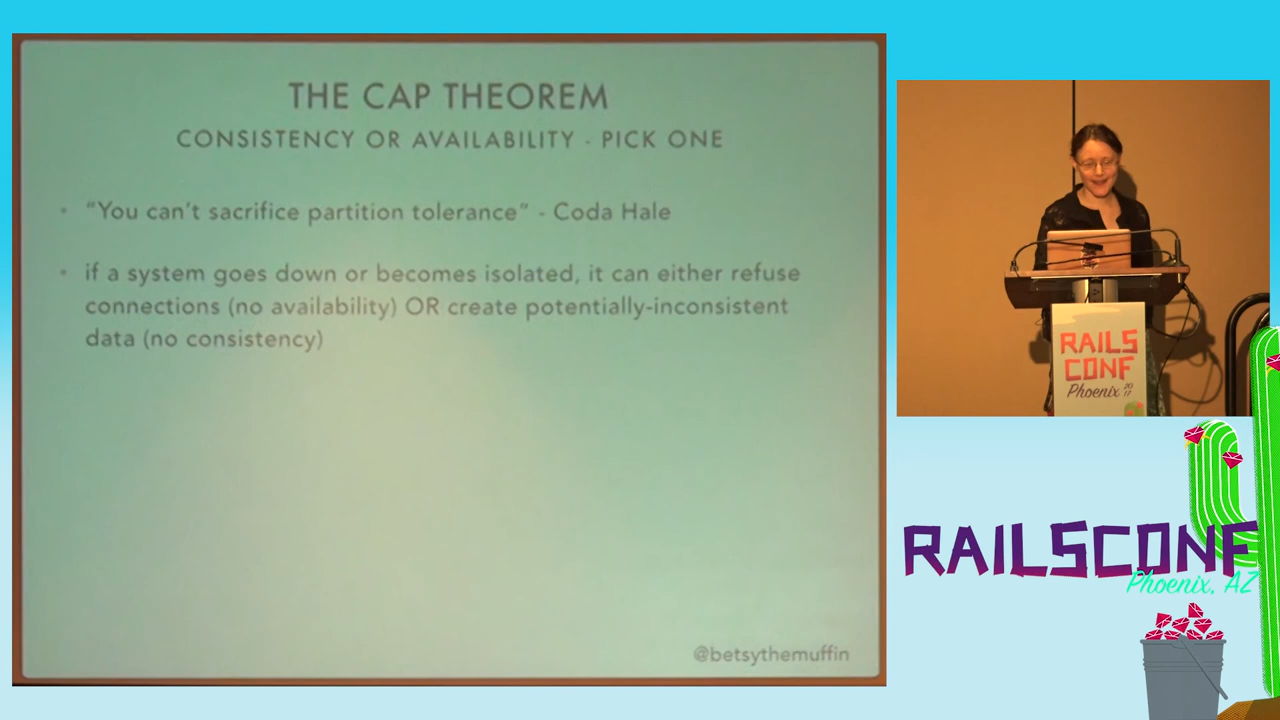 THE CAP THEOREM
CONSISTENCY OR AVAILABILITY - PICK ONE
• "You can't sacrifice partition tolerance" - Coda Hale
• if a system goes down or becomes isolated, it can either refuse
connections (no availability) OR create potentially-inconsistent
data (no consistency)
@betsythemuffin
RAILS
CONF
Phoenix 20
17
RAILSCONF
Phoenix, AZ